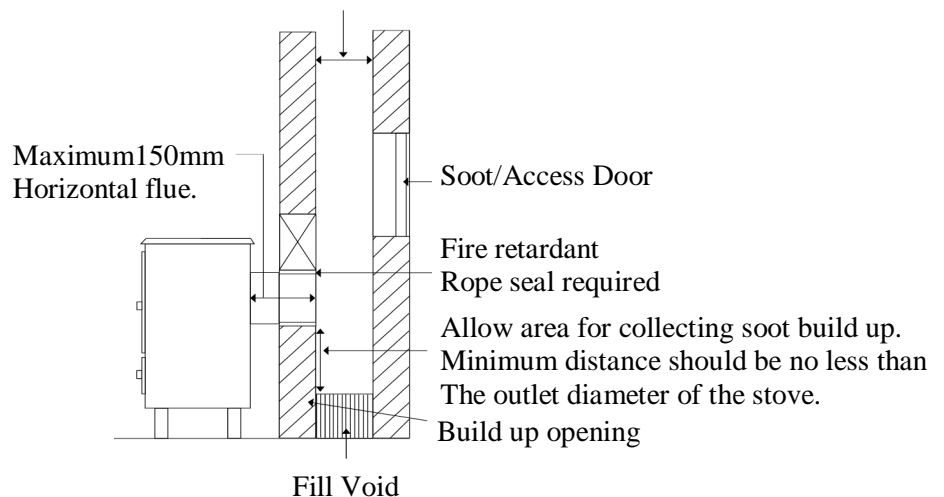 Maximum150mm
Horizontal flue.
Soot/Access Door
Fire retardant
Rope seal required
Allow area for collecting soot build up.
Minimum distance should be no less than
The outlet diameter of the stove.
Build up opening
Fill Void